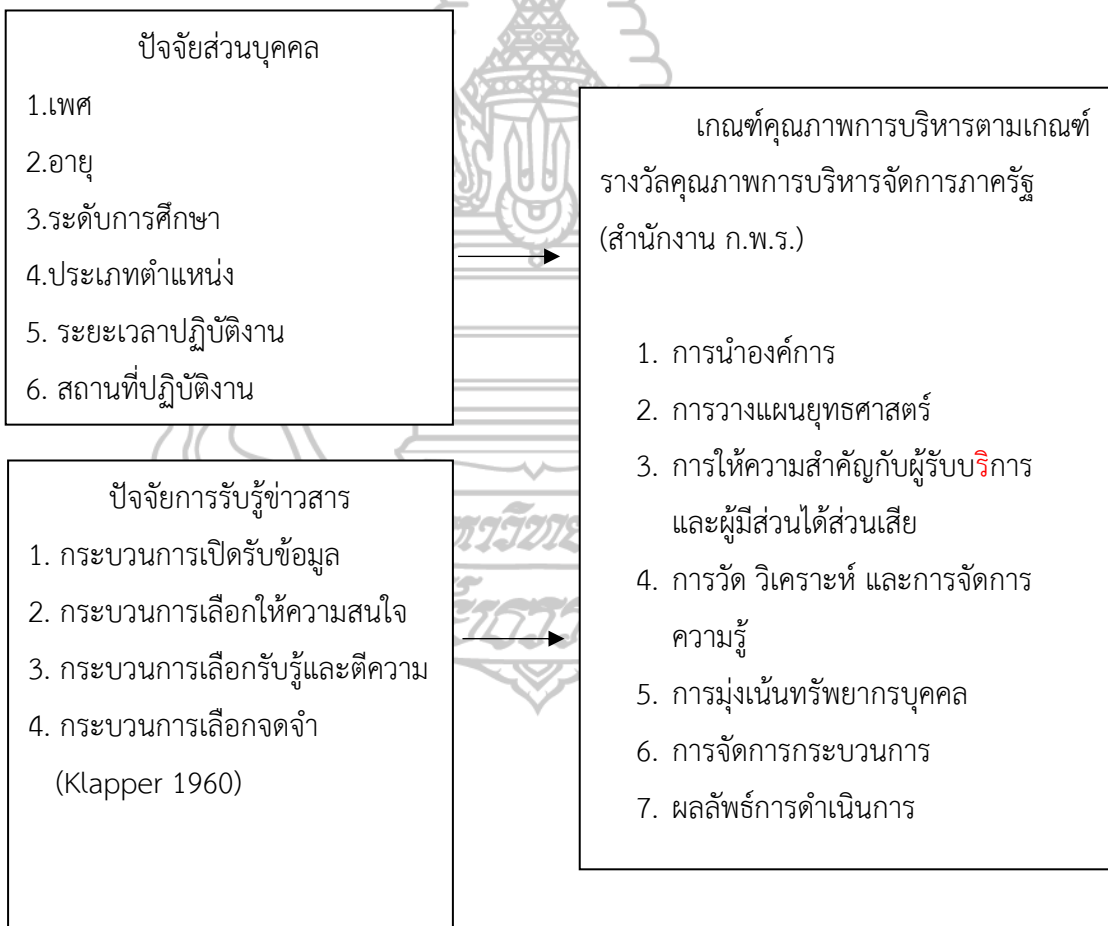 ปัจจัยส่วนบุคคล
1.เพศ
2.อายุ
3.ระดับการศึกษา
4.ประเภทตำแหน่ง
5. ระยะเวลาปฏิบัติงาน
6. สถานที่ปฏิบัติงาน
ปัจจัยการรับรู้ข่าวสาร
1. กระบวนการเปิดรับข้อมูล
2. กระบวนการเลือกให้ความสนใจ
3. กระบวนการเลือกรับรู้และตีความ
4. กระบวนการเลือกจดจำ
(Klapper 1960)
เกณฑ์คุณภาพการบริหารตามเกณฑ์
รางวัลคุณภาพการบริหารจัดการภาครัฐ
(สำนักงาน ก.พ.ร.)
1. การนำองค์การ
2. การวางแผนยุทธศาสตร์
3. การให้ความสำคัญกับผู้รับบริการ
และผู้มีส่วนได้ส่วนเสีย
4. การวัด วิเคราะห์ และการจัดการ
ความรู้
5. การมุ่งเน้นทรัพยากรบุคคล
6. การจัดการกระบวนการ
7. ผลลัพธ์การดำเนินการ